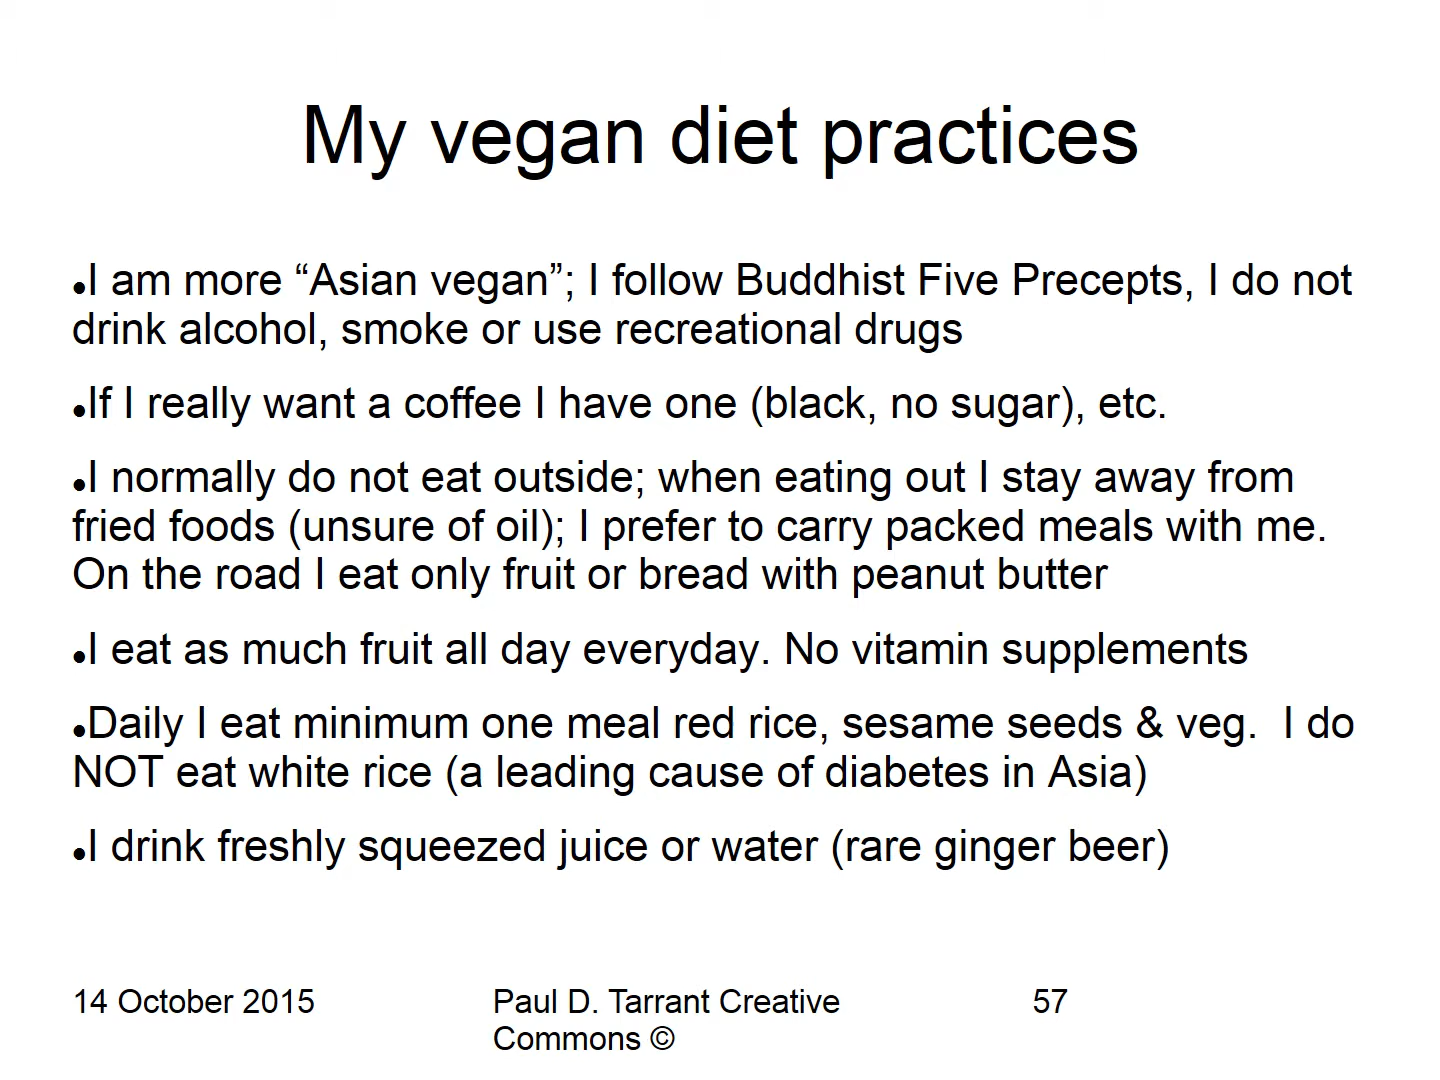 My vegan diet practices
●I am more “Asian vegan”; I follow Buddhist Five Precepts, I do not
drink alcohol, smoke or use recreational drugs
●If I really want a coffee I have one (black, no sugar), etc.
●I normally do not eat outside; when eating out I stay away from
fried foods (unsure of oil); I prefer to carry packed meals with me.
On the road I eat only fruit or bread with peanut butter
●I eat as much fruit all day everyday. No vitamin supplements
●Daily I eat minimum one meal red rice, sesame seeds & veg.  I do
NOT eat white rice (a leading cause of diabetes in Asia)
●I drink freshly squeezed juice or water (rare ginger beer)
14 October 2015
Paul D. Tarrant Creative
Commons ©
57